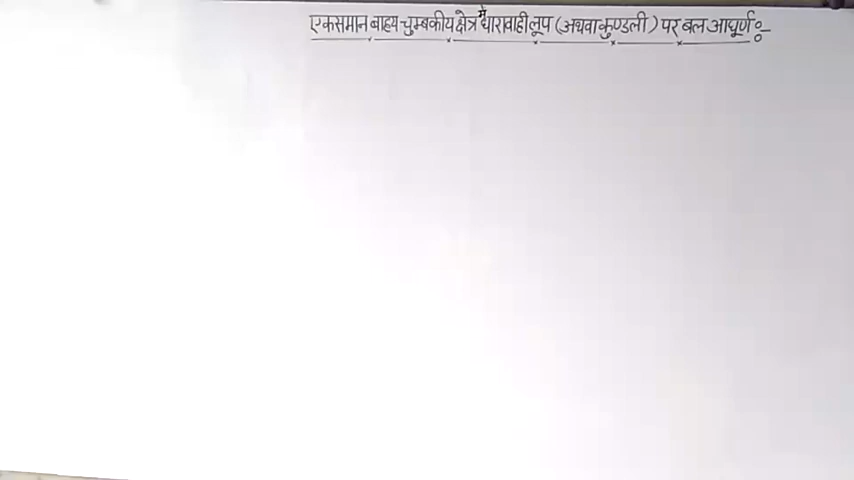 एकसमान बाह्य चुम्बकीय क्षेत्र में धारावाही लूप (अथवा कुण्डली) पर बल आघूर्ण :-